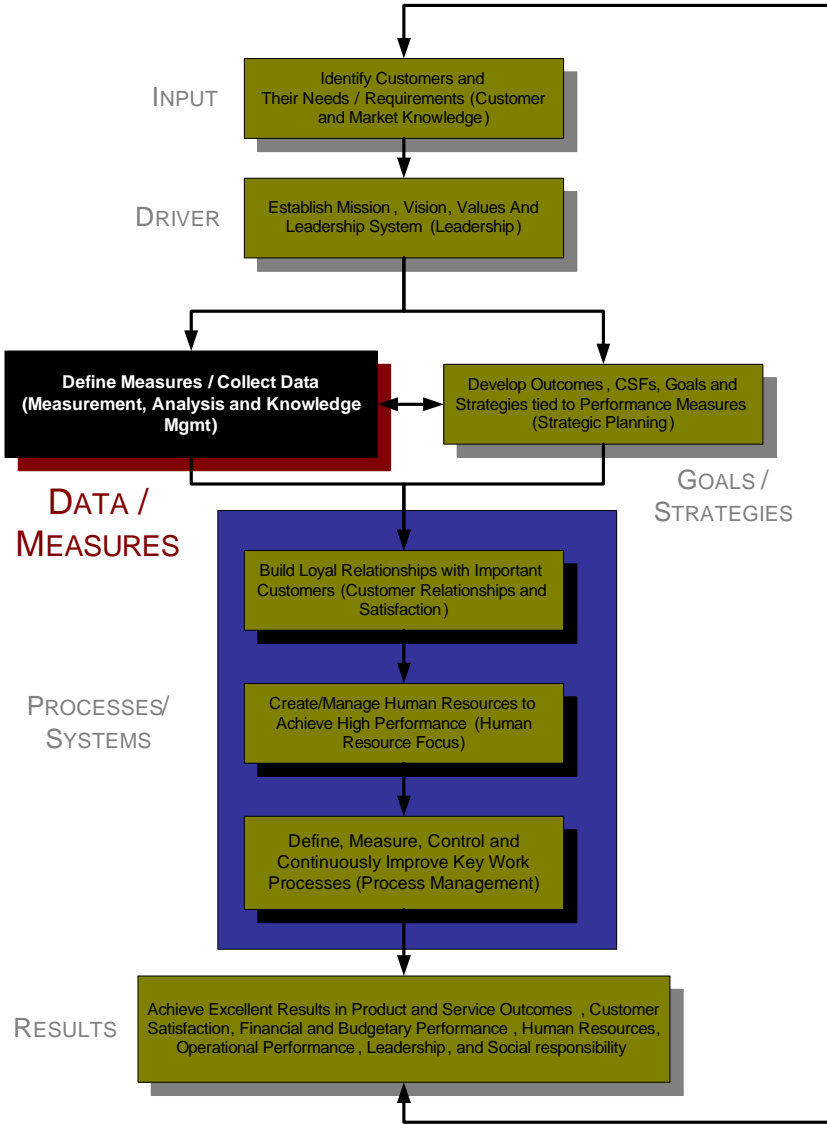 INPUT
Identify Customers and
Their Needs / Requirements (Customer
and Market Knowledge)
DRIVER
Establish Mission , Vision, Values And
Leadership System (Leadership)
Define Measures / Collect Data
(Measurement, Analysis and Knowledge
Mgmt)
Develop Outcomes , CSFs, Goals and
Strategies tied to Performance Measures
(Strategic Planning)
DATA /
MEASURES
GOALS /
STRATEGIES
Build Loyal Relationships with Important
Customers (Customer Relationships and
Satisfaction)
PROCESSES/
SYSTEMS
Create/Manage Human Resources to
Achieve High Performance (Human
Resource Focus)
Define, Measure, Control and
Continuously Improve Key Work
Processes (Process Management)
RESULTS
Achieve Excellent Results in Product and Service Outcomes , Customer
Satisfaction, Financial and Budgetary Performance , Human Resources,
Operational Performance , Leadership, and Social responsibility